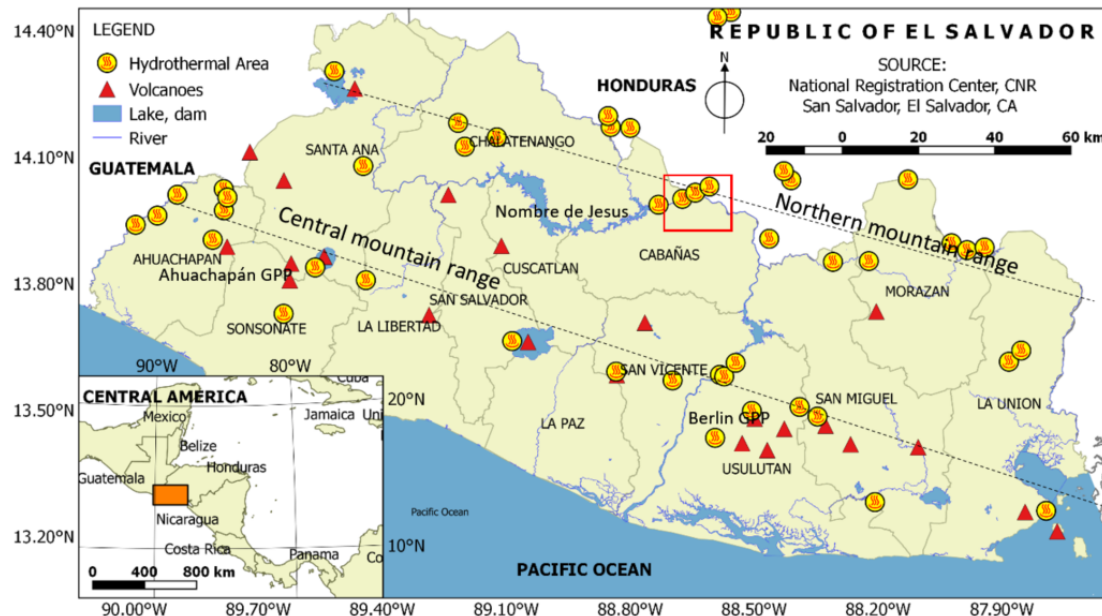 14.40°N
14.10°N
13.80°N
13.50°N
13.20°N
LEGEND
Hydrothermal Area
Volcanoes
Lake, dam
River
REPUBLIC OF EL SALVADOR
SOURCE:
National Registration Center, CNR
San Salvador, El Salvador, CA
N
20 0 20 40 60 km
HONDURAS
GUATEMALA
SANTA ANA
CHALATENANGO
Northern mountain range
Central mountain range
Nombre de Jesus
CABAÑAS
AHUACHAPAN
Ahuachapán GPP
CUSCATLAN
SAN SALVADOR
MORAZAN
SONSONATE
LA LIBERTAD
SAN VICENTE
SAN MIGUEL
LA UNION
LA PAZ
Berlin GPP
USULUTAN
90°W 80°W
CENTRAL AMERICA
20°N
10°N
Cuba
Mexico
Jamaica
Belize
Honduras
Guatemala
Nicaragua
Costa Rica
Panama
Co
0 400 800 km
Pacific Ocean
PACIFIC OCEAN
90.00°W 89.70°W 89.40°W 89.10°W 88.80°W 88.50°W 88.20°W 87.90°W